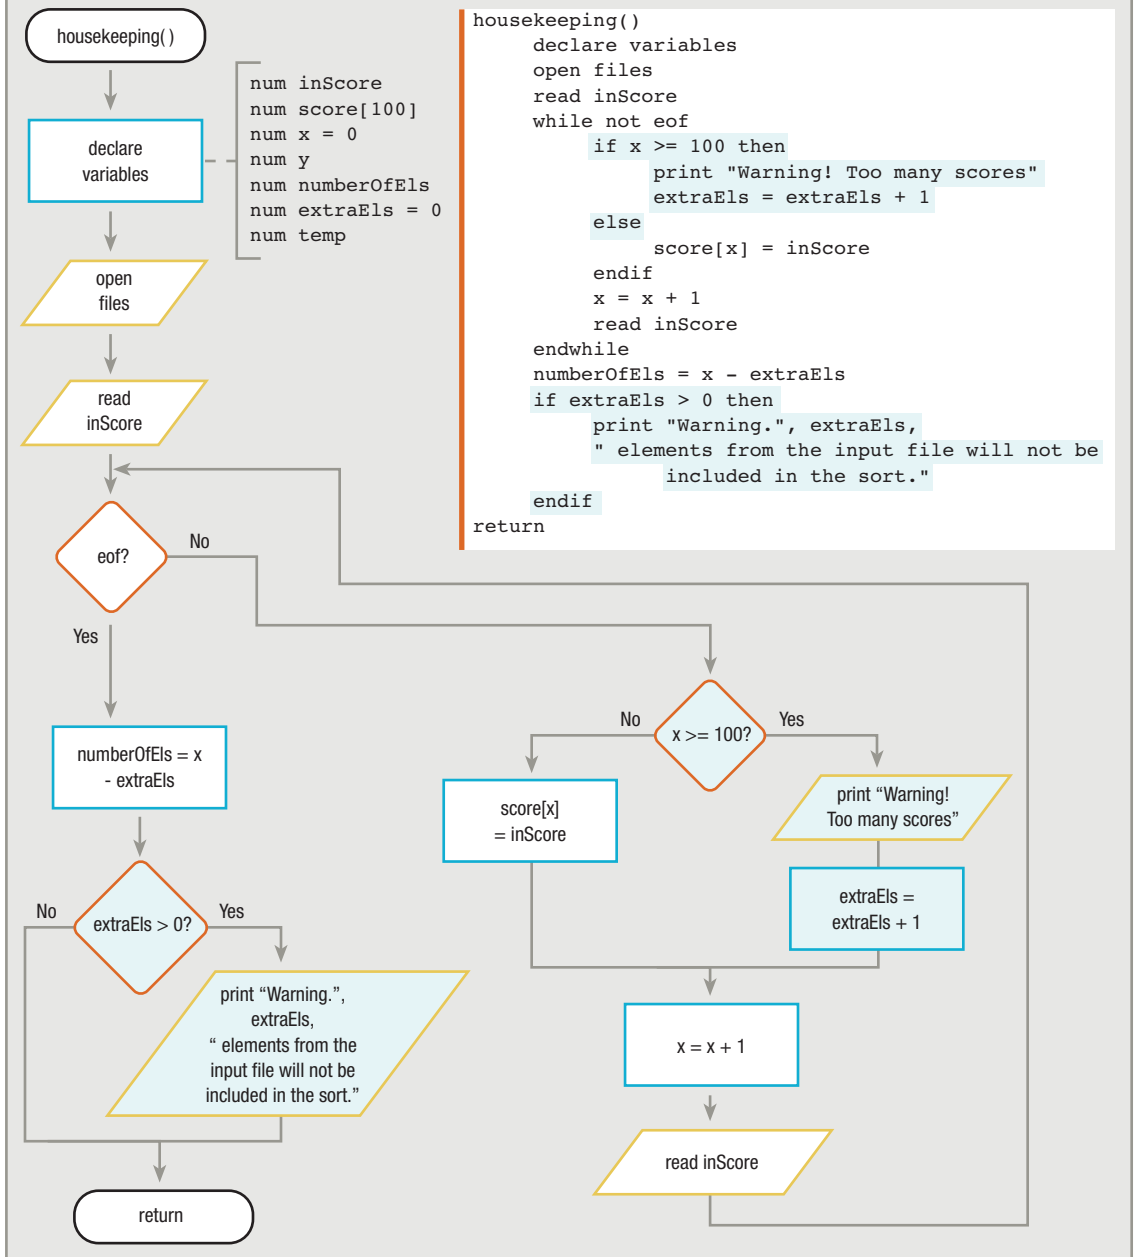 housekeeping( )
declare
variables
num inScore
num score[100]
num x = 0
num y
num numberOfEls
num extraEls = 0
num temp
open
files
read
inScore
eof?
No
Yes
numberOfEls = x
- extraEls
extraEls > 0?
No
Yes
print “Warning.”,
extraEls,
“ elements from the
input file will not be
included in the sort.”
return
housekeeping()
declare variables
open files
read inScore
while not eof
if x >= 100 then
print "Warning! Too many scores"
extraEls = extraEls + 1
else
score[x] = inScore
endif
x = x + 1
read inScore
endwhile
numberOfEls = x – extraEls
if extraEls > 0 then
print "Warning.", extraEls,
" elements from the input file will not be
included in the sort."
endif
return
x >= 100?
No
Yes
score[x]
= inScore
print “Warning!
Too many scores”
extraEls =
extraEls + 1
x = x + 1
read inScore